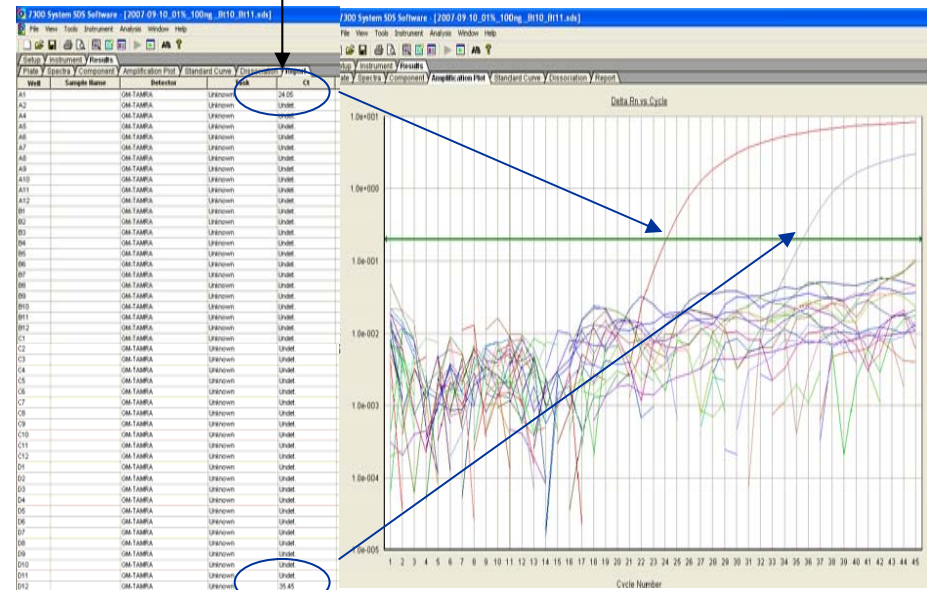 7300 System SDS Software - [2007-09-10_01%_100ng_Bt10_Bt11.sds]
File View Tools Instrument Analysis Window Help
Setup Instrument Results
Plate Spectra Component Amplification Plot Standard Curve Dissociation Report
Well Sample Name Detector Task Ct
A1 GM-TAMRA Unknown 24.05
A2 GM-TAMRA Unknown Undet.
A4 GM-TAMRA Unknown Undet.
A5 GM-TAMRA Unknown Undet.
A6 GM-TAMRA Unknown Undet.
A7 GM-TAMRA Unknown Undet.
A8 GM-TAMRA Unknown Undet.
A9 GM-TAMRA Unknown Undet.
A10 GM-TAMRA Unknown Undet.
A11 GM-TAMRA Unknown Undet.
A12 GM-TAMRA Unknown Undet.
B1 GM-TAMRA Unknown Undet.
B2 GM-TAMRA Unknown Undet.
B3 GM-TAMRA Unknown Undet.
B4 GM-TAMRA Unknown Undet.
B5 GM-TAMRA Unknown Undet.
B6 GM-TAMRA Unknown Undet.
B7 GM-TAMRA Unknown Undet.
B8 GM-TAMRA Unknown Undet.
B9 GM-TAMRA Unknown Undet.
B10 GM-TAMRA Unknown Undet.
B11 GM-TAMRA Unknown Undet.
B12 GM-TAMRA Unknown Undet.
C1 GM-TAMRA Unknown Undet.
C2 GM-TAMRA Unknown Undet.
C3 GM-TAMRA Unknown Undet.
C4 GM-TAMRA Unknown Undet.
C5 GM-TAMRA Unknown Undet.
C6 GM-TAMRA Unknown Undet.
C7 GM-TAMRA Unknown Undet.
C8 GM-TAMRA Unknown Undet.
C9 GM-TAMRA Unknown Undet.
C10 GM-TAMRA Unknown Undet.
C11 GM-TAMRA Unknown Undet.
C12 GM-TAMRA Unknown Undet.
D1 GM-TAMRA Unknown Undet.
D2 GM-TAMRA Unknown Undet.
D3 GM-TAMRA Unknown Undet.
D4 GM-TAMRA Unknown Undet.
D5 GM-TAMRA Unknown Undet.
D6 GM-TAMRA Unknown Undet.
D7 GM-TAMRA Unknown Undet.
D8 GM-TAMRA Unknown Undet.
D9 GM-TAMRA Unknown Undet.
D10 GM-TAMRA Unknown Undet.
D11 GM-TAMRA Unknown Undet.
D12 GM-TAMRA Unknown 35.45
7300 System SDS Software - [2007-09-10_01%_100ng_Bt10_Bt11.sds]
File View Tools Instrument Analysis Window Help
Instrument Results
Spectra Component Amplification Plot Standard Curve Dissociation Report
Delta Rn vs Cycle
1.0e+001
1.0e+000
1.0e-001
1.0e-002
1.0e-003
1.0e-004
1.0e-005
1 2 3 4 5 6 7 8 9 10 11 12 13 14 15 16 17 18 19 20 21 22 23 24 25 26 27 28 29 30 31 32 33 34 35 36 37 38 39 40 41 42 43 44 45
Cycle Number